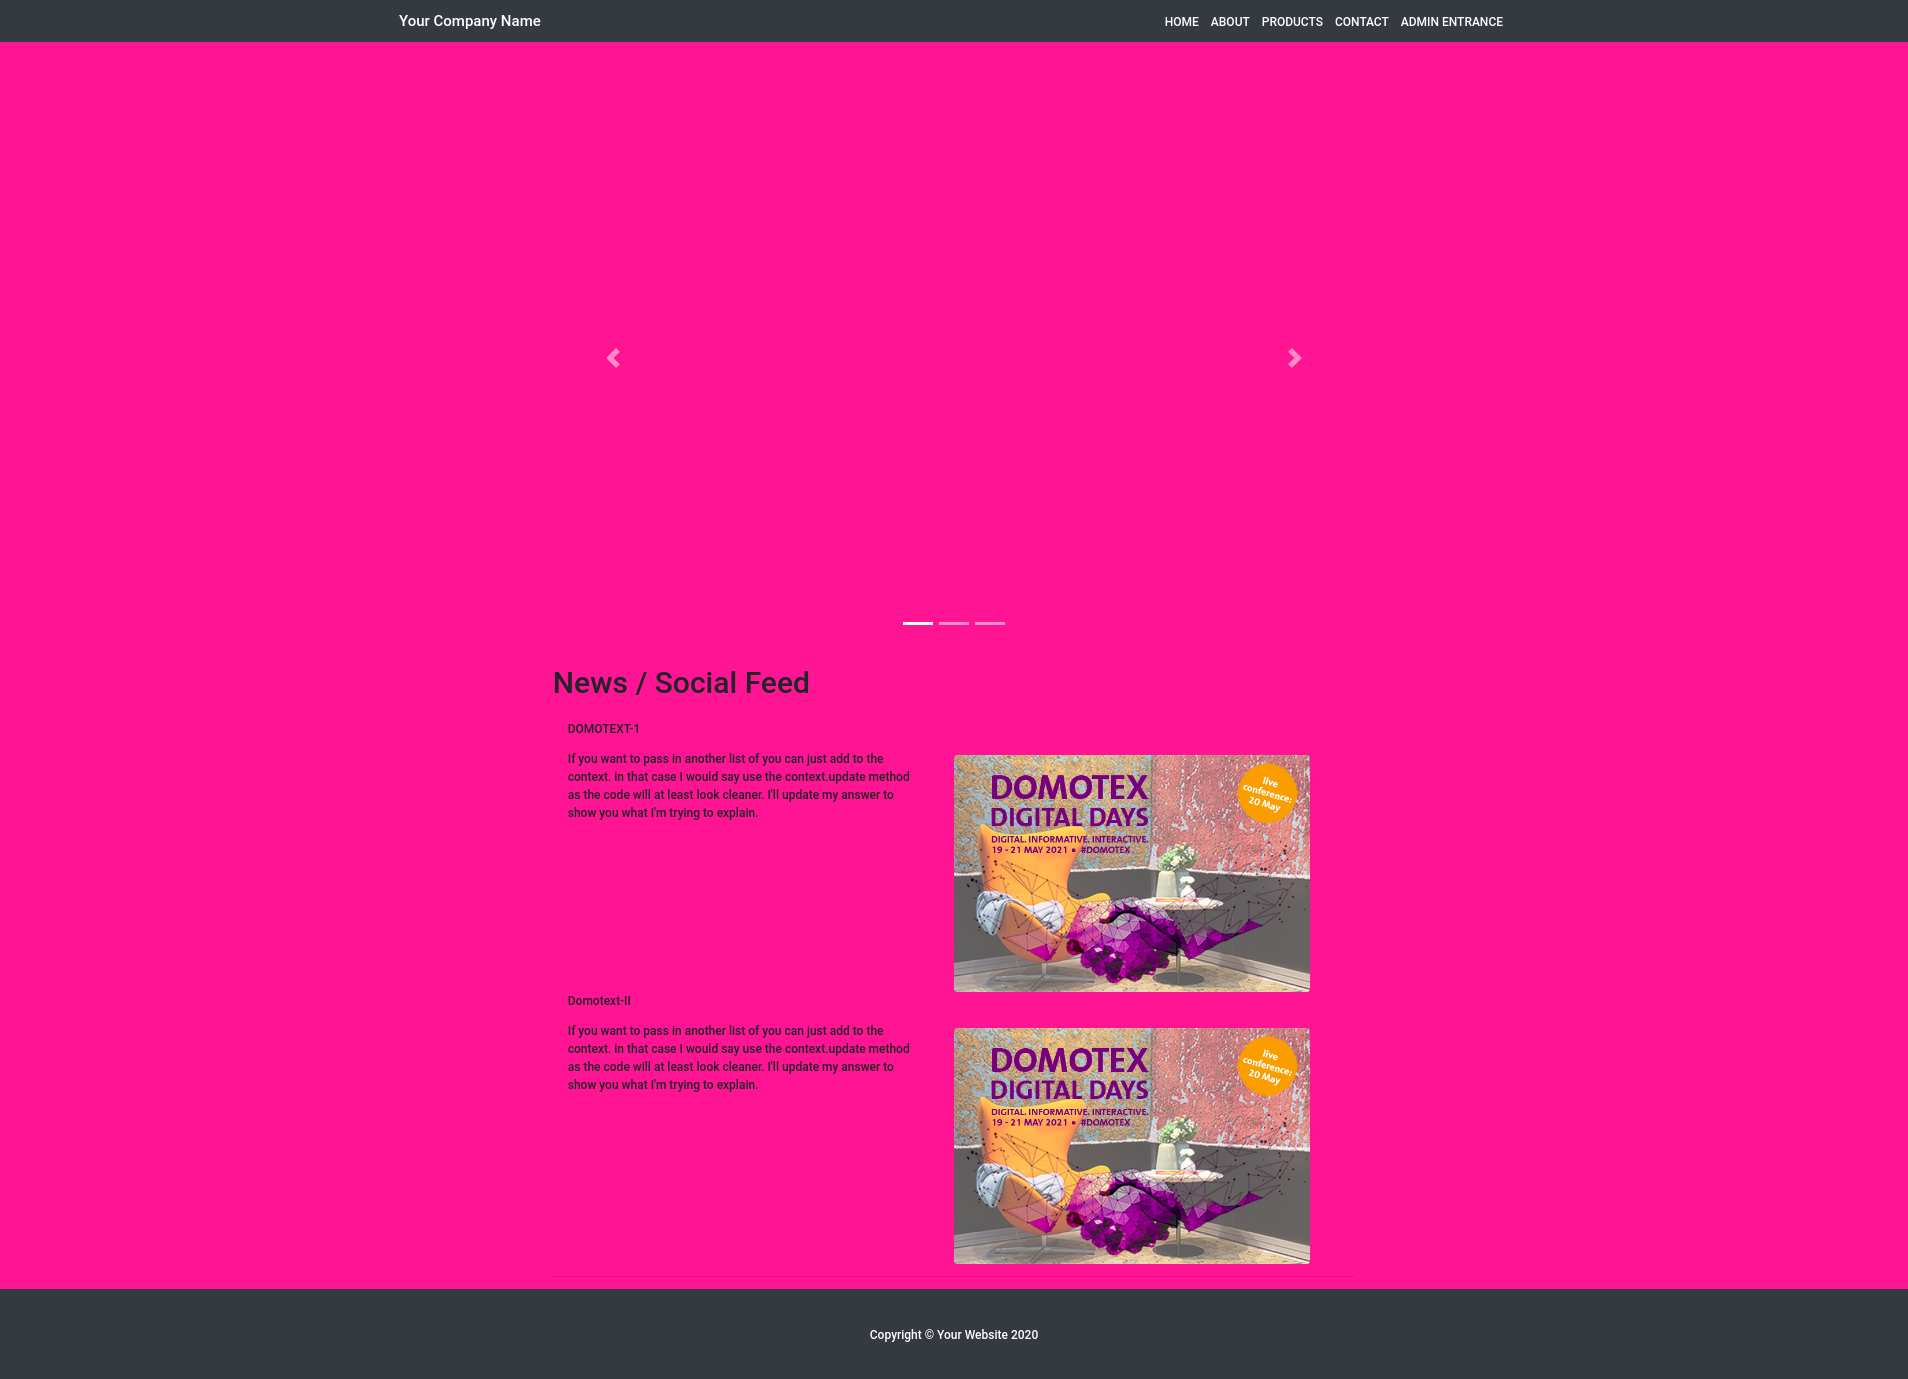 Your Company Name
HOME ABOUT PRODUCTS CONTACT ADMIN ENTRANCE
News / Social Feed
DOMOTEXT-1
If you want to pass in another list of you can just add to the
context. in that case I would say use the context.update method
as the code will at least look cleaner. I'll update my answer to
show you what I'm trying to explain.
DOMOTEX
DIGITAL DAYS
DIGITAL. INFORMATIVE. INTERACTIVE.
19 - 21 MAY 2021 ▪ #DOMOTEX
live
conference:
20 May
Domotext-II
If you want to pass in another list of you can just add to the
context. in that case I would say use the context.update method
as the code will at least look cleaner. I'll update my answer to
show you what I'm trying to explain.
DOMOTEX
DIGITAL DAYS
DIGITAL. INFORMATIVE. INTERACTIVE.
19 - 21 MAY 2021 ▪ #DOMOTEX
live
conference:
20 May
Copyright © Your Website 2020